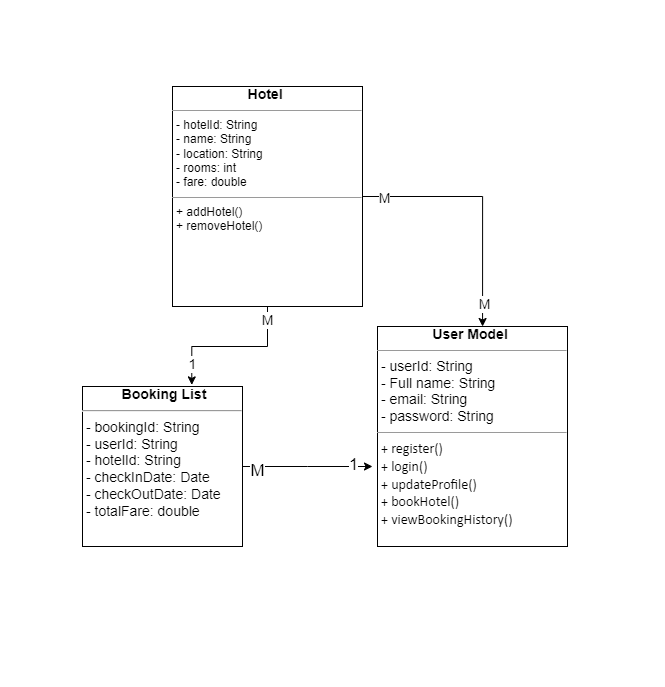 Hotel
- hotelId: String
- name: String
- location: String
- rooms: int
- fare: double
+ addHotel()
+ removeHotel()
M
M
M
1
User Model
- userId: String
- Full name: String
- email: String
- password: String
+ register()
+ login()
+ updateProfile()
+ bookHotel()
+ viewBookingHistory()
Booking List
- bookingId: String
- userId: String
- hotelId: String
- checkInDate: Date
- checkOutDate: Date
- totalFare: double
M
1